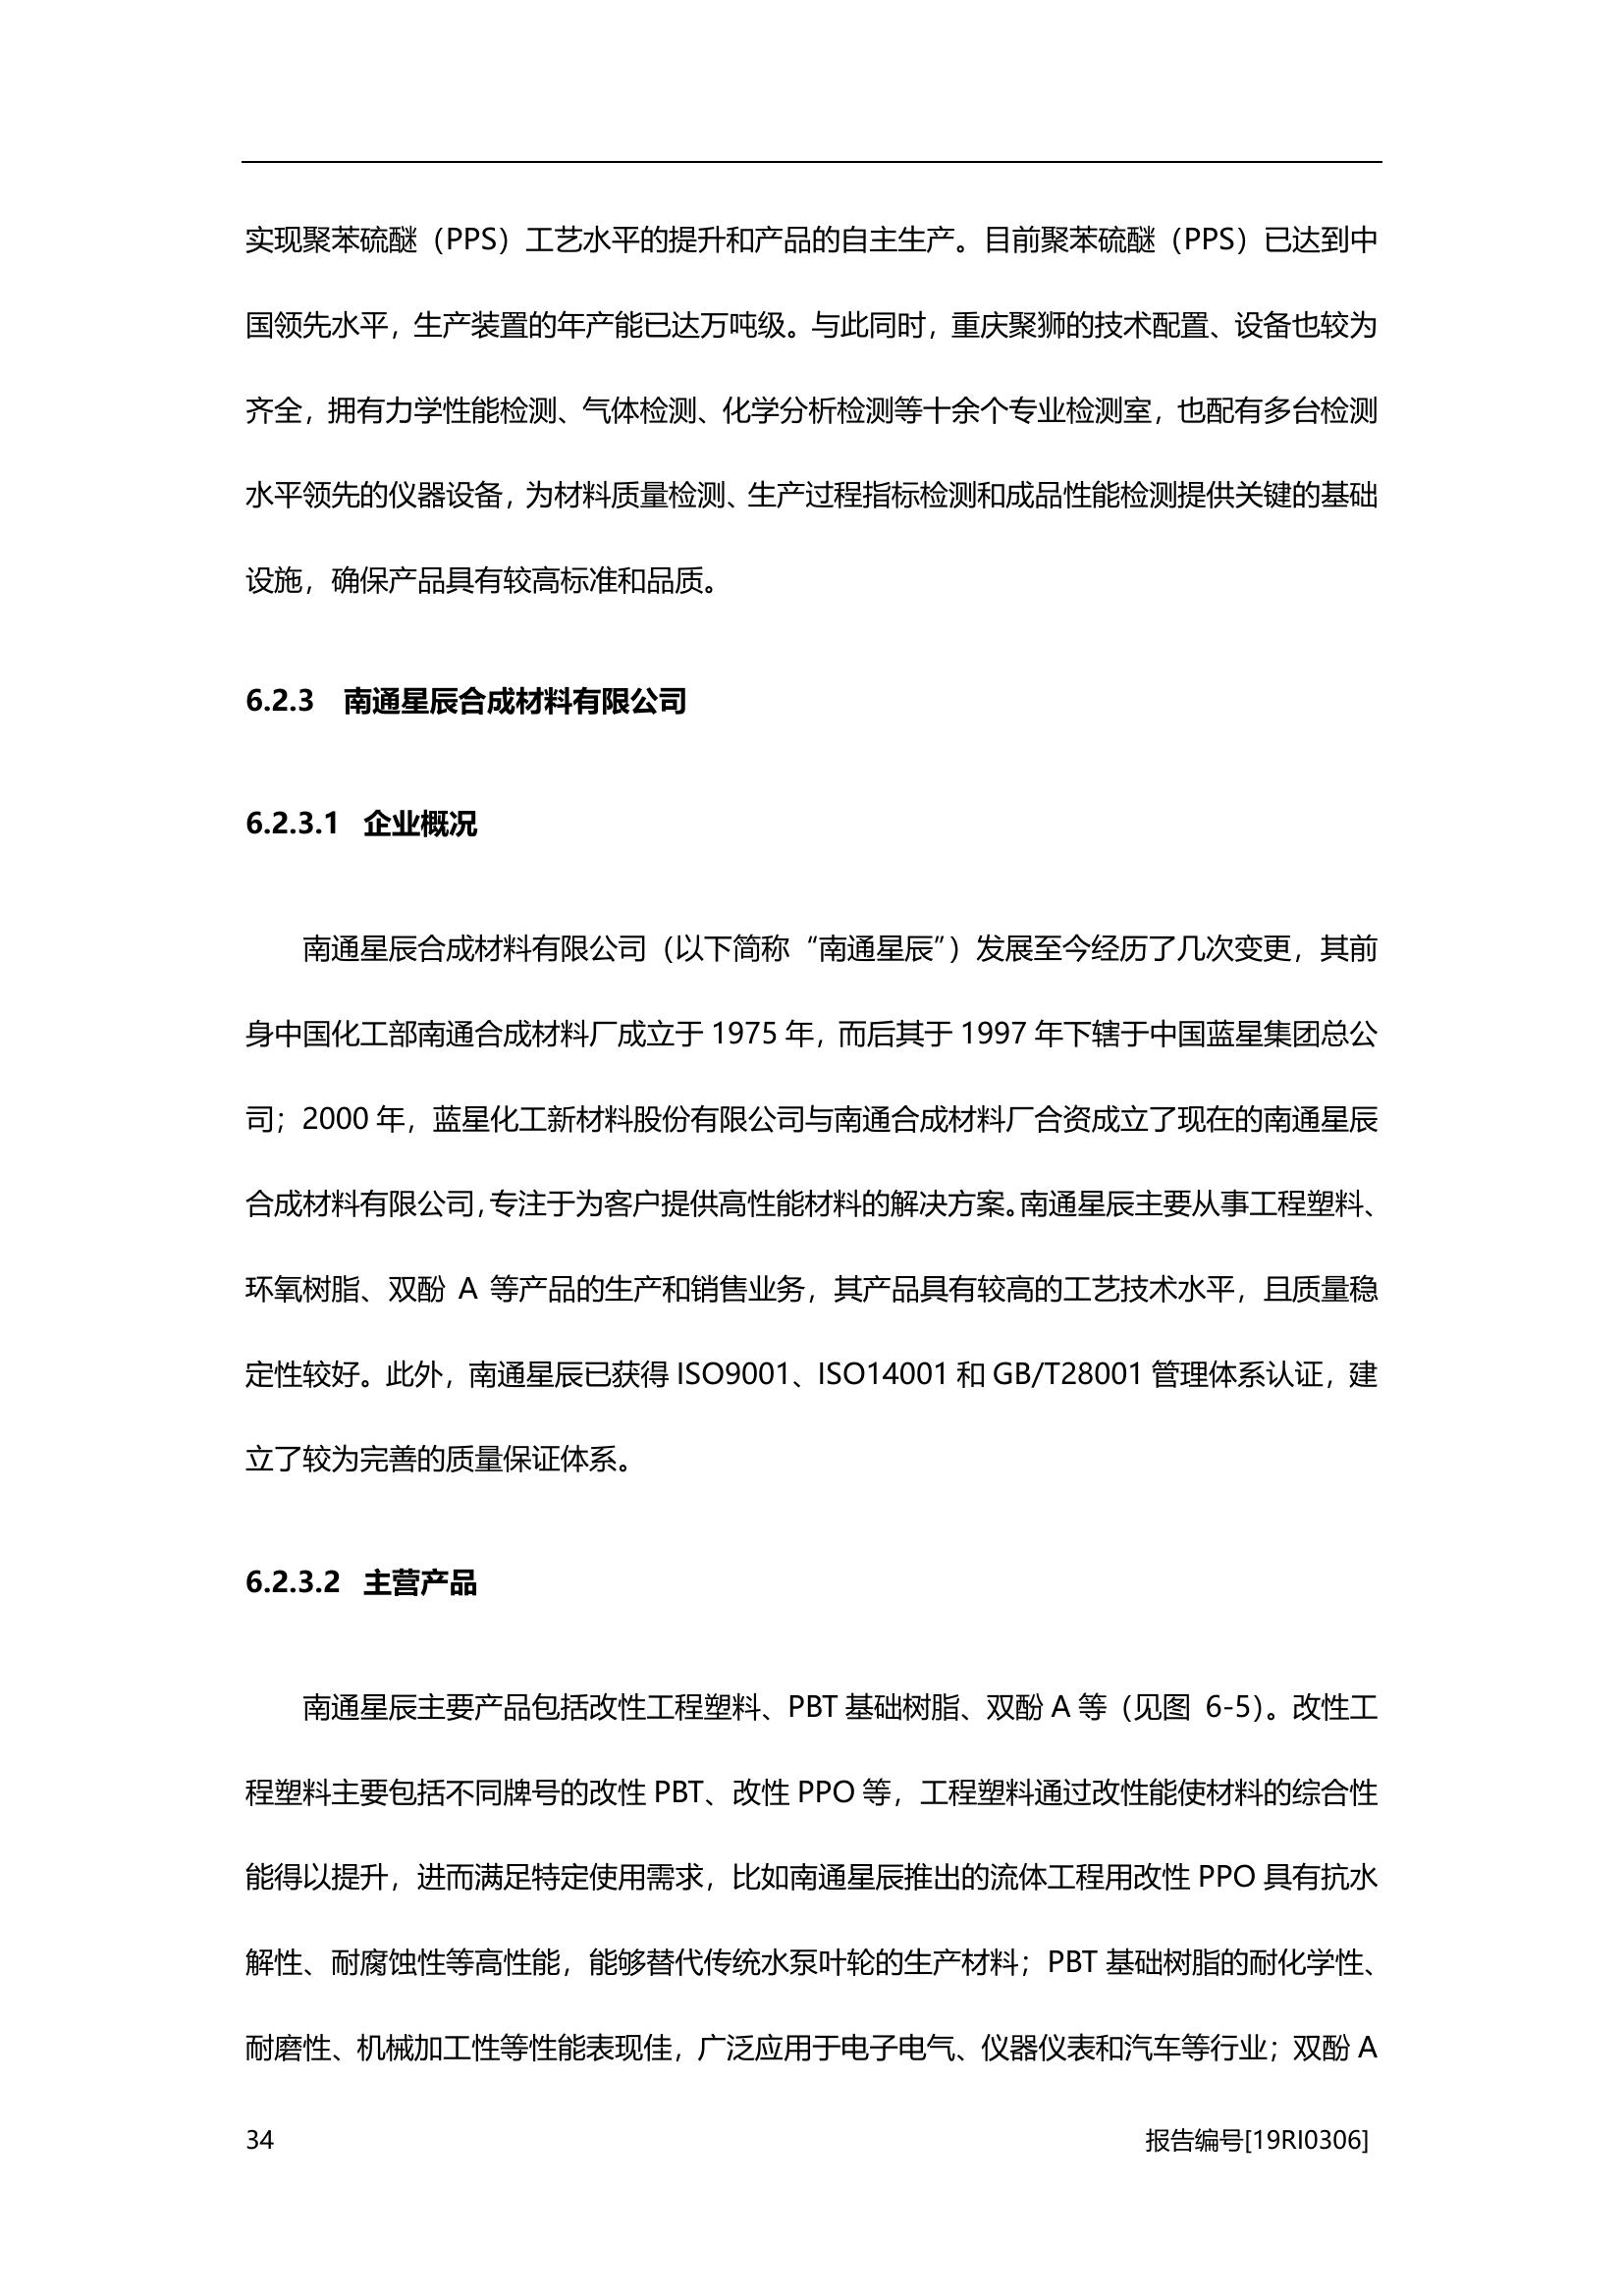 实现聚苯硫醚（PPS）工艺水平的提升和产品的自主生产。目前聚苯硫醚（PPS）已达到中
国领先水平，生产装置的年产能已达万吨级。与此同时，重庆聚狮的技术配置、设备也较为
齐全，拥有力学性能检测、气体检测、化学分析检测等十余个专业检测室，也配有多台检测
水平领先的仪器设备，为材料质量检测、生产过程指标检测和成品性能检测提供关键的基础
设施，确保产品具有较高标准和品质。
6.2.3 南通星辰合成材料有限公司
6.2.3.1 企业概况
南通星辰合成材料有限公司（以下简称“南通星辰”）发展至今经历了几次变更，其前
身中国化工部南通合成材料厂成立于 1975 年，而后其于 1997 年下辖于中国蓝星集团总公
司；2000 年，蓝星化工新材料股份有限公司与南通合成材料厂合资成立了现在的南通星辰
合成材料有限公司，专注于为客户提供高性能材料的解决方案。南通星辰主要从事工程塑料、
环氧树脂、双酚 A 等产品的生产和销售业务，其产品具有较高的工艺技术水平，且质量稳
定性较好。此外，南通星辰已获得 ISO9001、ISO14001 和 GB/T28001 管理体系认证，建
立了较为完善的质量保证体系。
6.2.3.2 主营产品
南通星辰主要产品包括改性工程塑料、PBT 基础树脂、双酚 A 等（见图 6-5）。改性工
程塑料主要包括不同牌号的改性 PBT、改性 PPO 等，工程塑料通过改性能使材料的综合性
能得以提升，进而满足特定使用需求，比如南通星辰推出的流体工程用改性 PPO 具有抗水
解性、耐腐蚀性等高性能，能够替代传统水泵叶轮的生产材料；PBT 基础树脂的耐化学性、
耐磨性、机械加工性等性能表现佳，广泛应用于电子电气、仪器仪表和汽车等行业；双酚 A
34 报告编号[19RI0306]